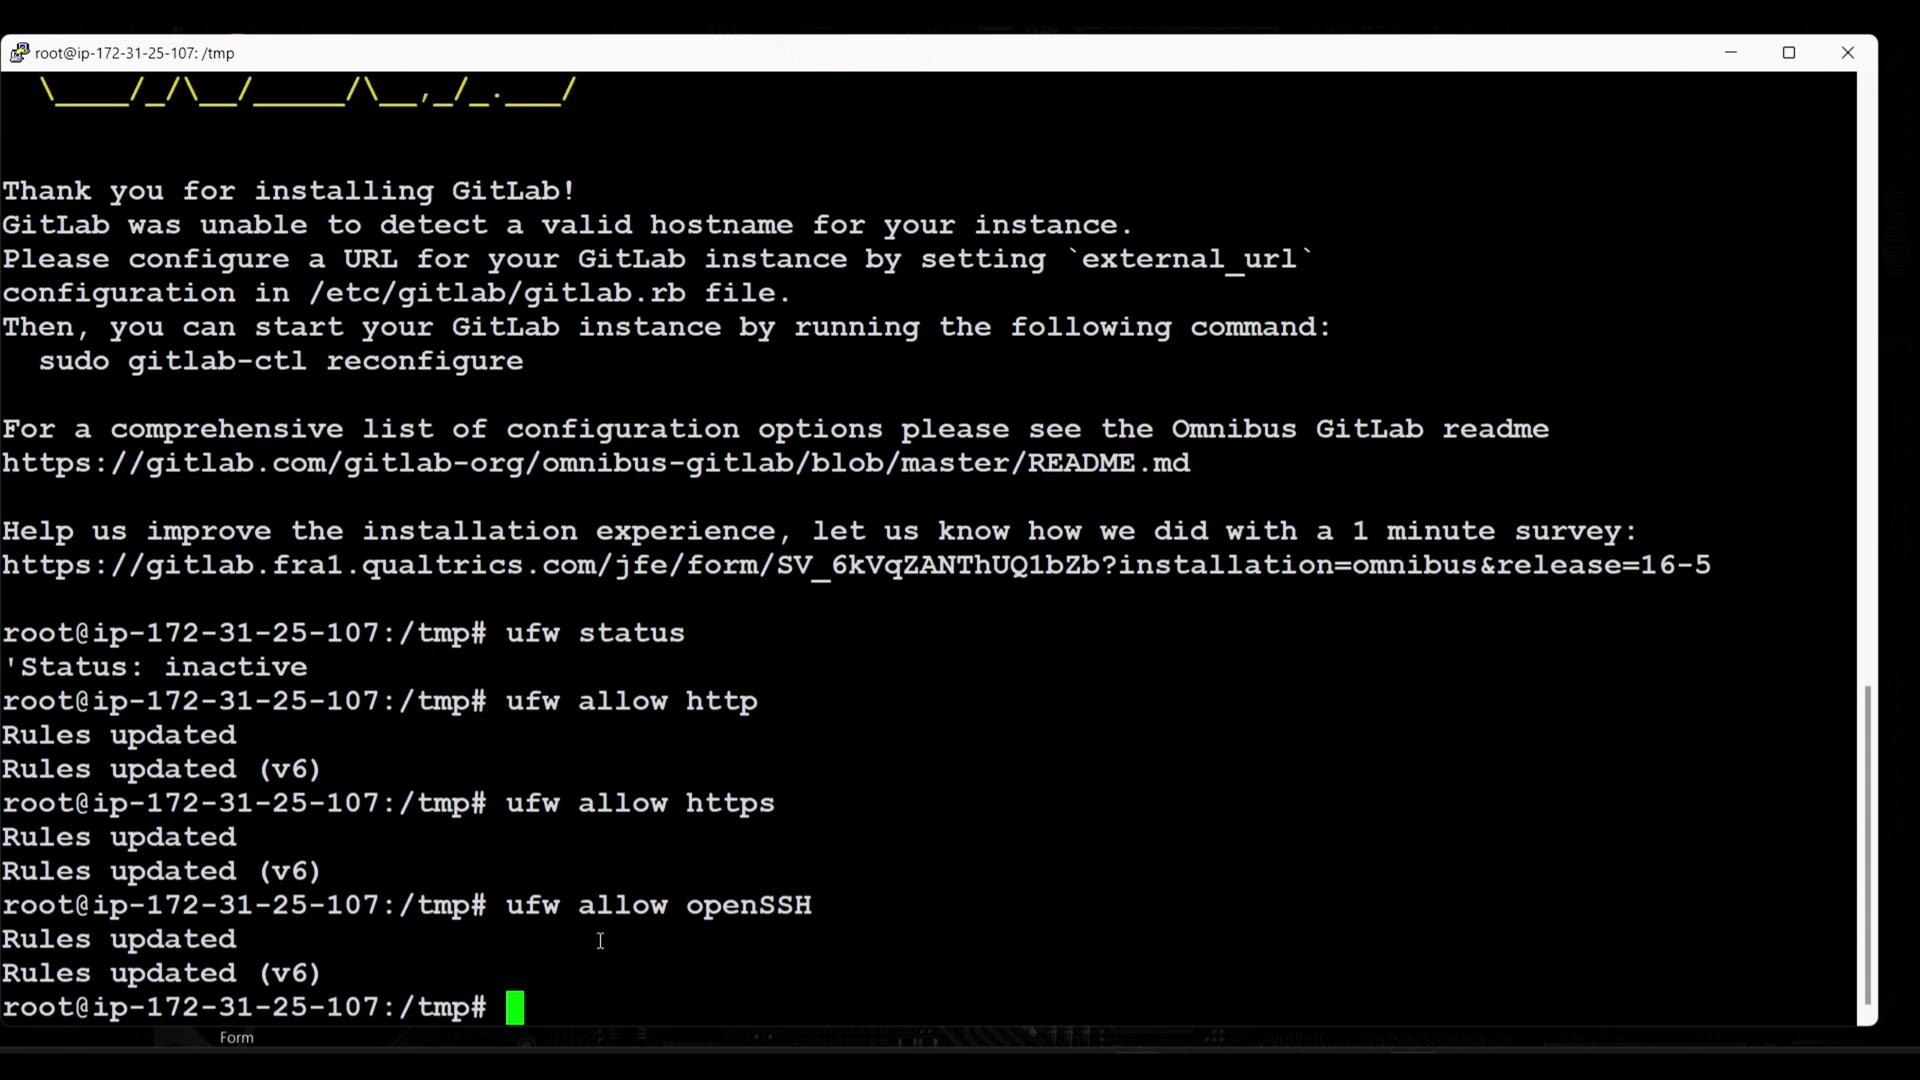 root@ip-172-31-25-107: /tmp
\____/_/\__/_____/\__,_/_.___/
Thank you for installing GitLab!
GitLab was unable to detect a valid hostname for your instance.
Please configure a URL for your GitLab instance by setting `external_url`
configuration in /etc/gitlab/gitlab.rb file.
Then, you can start your GitLab instance by running the following command:
sudo gitlab-ctl reconfigure
For a comprehensive list of configuration options please see the Omnibus GitLab readme
https://gitlab.com/gitlab-org/omnibus-gitlab/blob/master/README.md
Help us improve the installation experience, let us know how we did with a 1 minute survey:
https://gitlab.fra1.qualtrics.com/jfe/form/SV_6kVqZANThUQ1bZb?installation=omnibus&release=16-5
root@ip-172-31-25-107:/tmp# ufw status
'Status: inactive
root@ip-172-31-25-107:/tmp# ufw allow http
Rules updated
Rules updated (v6)
root@ip-172-31-25-107:/tmp# ufw allow https
Rules updated
Rules updated (v6)
root@ip-172-31-25-107:/tmp# ufw allow openSSH
Rules updated
Rules updated (v6)
root@ip-172-31-25-107:/tmp#
Form